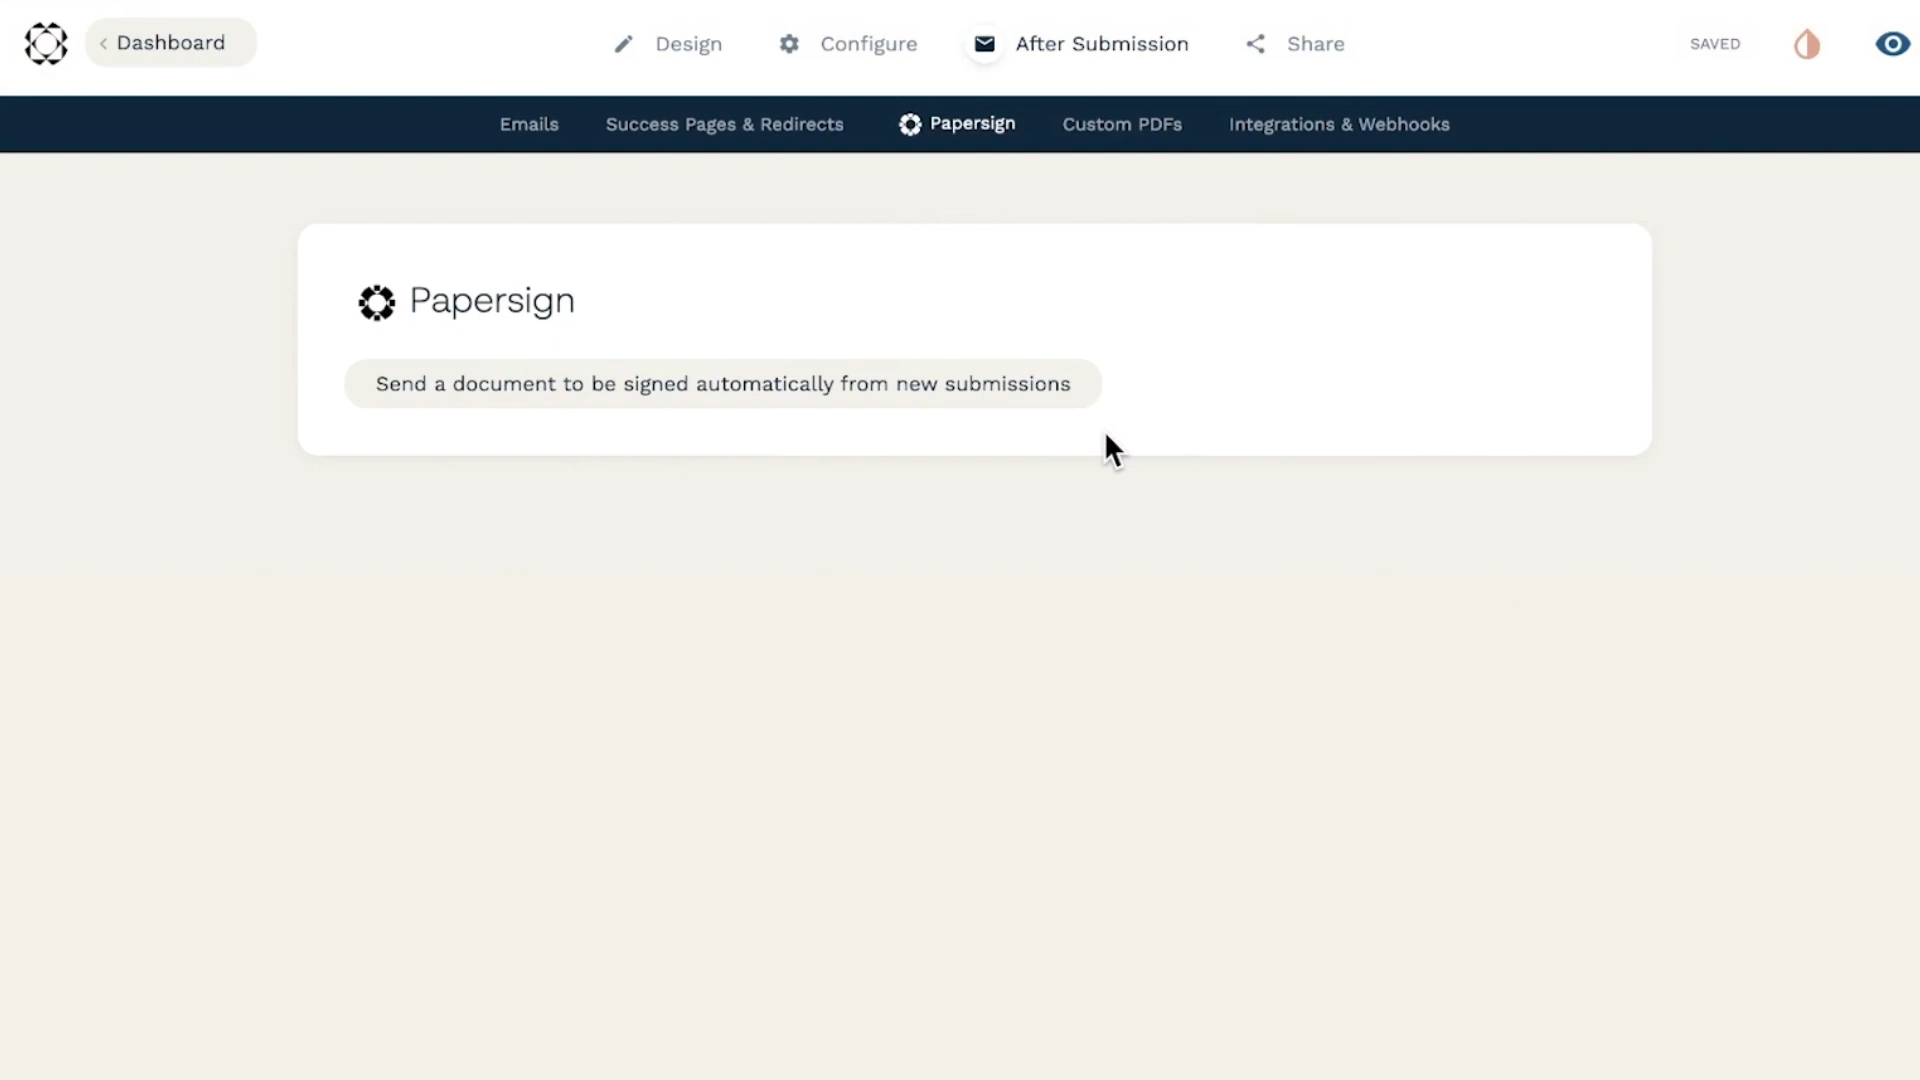 Dashboard
Design
Configure
After Submission
Share
SAVED
Emails
Success Pages & Redirects
Papersign
Custom PDFs
Integrations & Webhooks
Papersign
Send a document to be signed automatically from new submissions